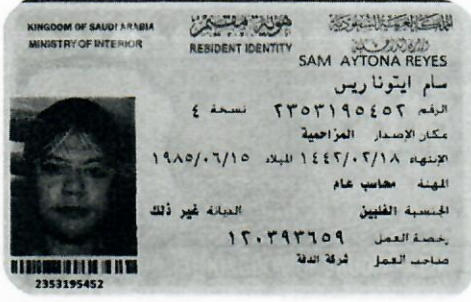 KINGDOM OF SAUDI ARABIA
MINISTRY OF INTERIOR
هوية مقيم
RESIDENT IDENTITY
المملكة العربية السعودية
وزارة الداخلية
SAM AYTONA REYES
سام ايتونا ريس
الرقم ٢٣٥٣١٩٥٤٥٢ نسخة ٤
مكان الإصدار المزاحمية
الإنتهاء ١٤٤٢/٠٢/١٨ الميلاد ١٩٨٥/٠٦/١٥
المهنة محاسب عام
الجنسية الفلبين الديانة غير ذلك
رخصة العمل ١٢٠٣٩٣٦٥٩
صاحب العمل شركة الدقة
2353195452